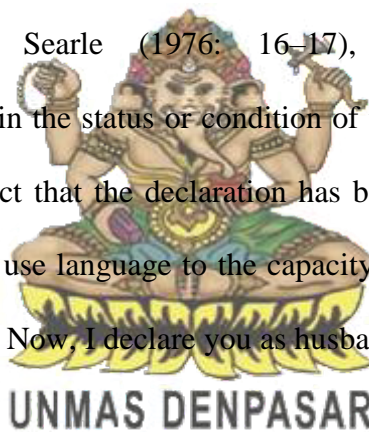 Searle (1976: 16–17),
in the status or condition of
ct that the declaration has b
use language to the capacity
Now, I declare you as husba
UNMAS DENPASAR